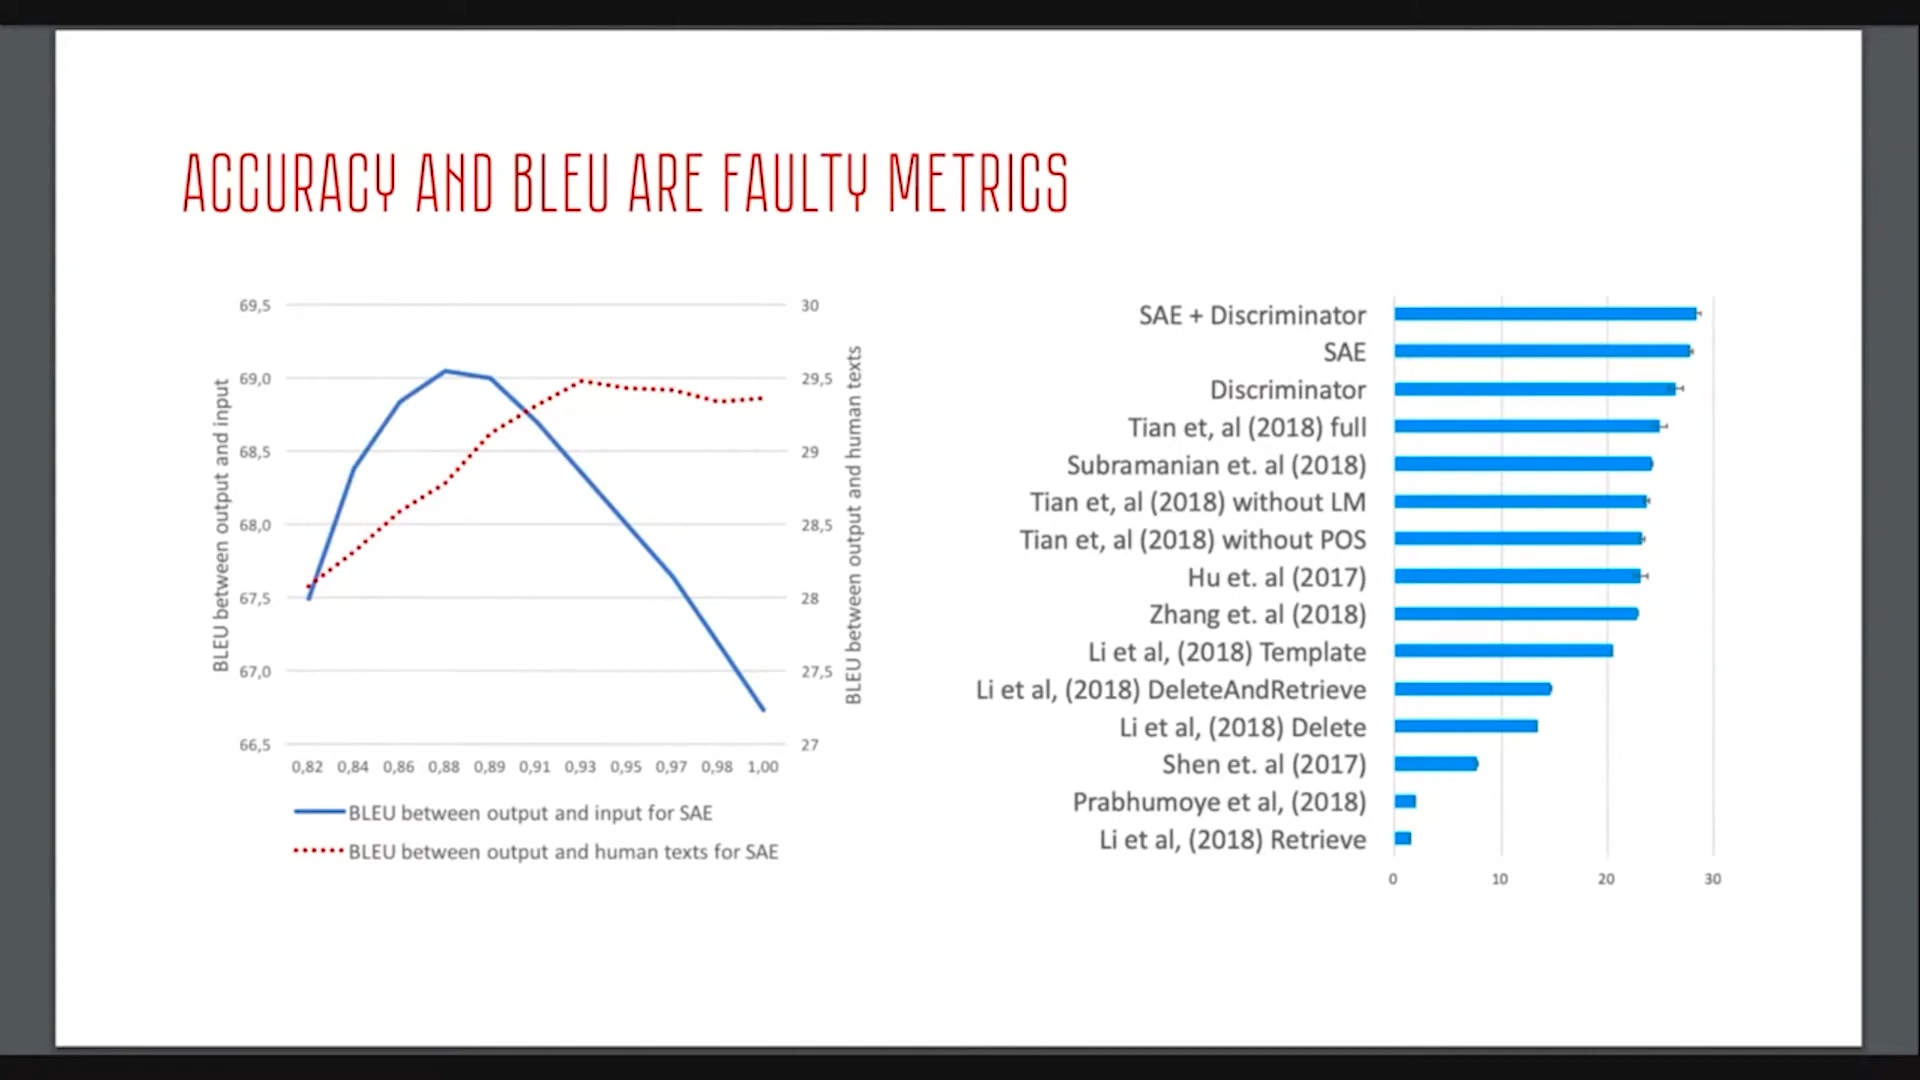 ACCURACY AND BLEU ARE FAULTY METRICS
BLEU between output and input
69,5
69,0
68,5
68,0
67,5
67,0
66,5
30
29,5
29
28,5
28
27,5
27
BLEU between output and human texts
0,82 0,84 0,86 0,88 0,89 0,91 0,93 0,95 0,97 0,98 1,00
BLEU between output and input for SAE
BLEU between output and human texts for SAE
SAE + Discriminator
SAE
Discriminator
Tian et, al (2018) full
Subramanian et. al (2018)
Tian et, al (2018) without LM
Tian et, al (2018) without POS
Hu et. al (2017)
Zhang et. al (2018)
Li et al, (2018) Template
Li et al, (2018) DeleteAndRetrieve
Li et al, (2018) Delete
Shen et. al (2017)
Prabhumoye et al, (2018)
Li et al, (2018) Retrieve
0 10 20 30